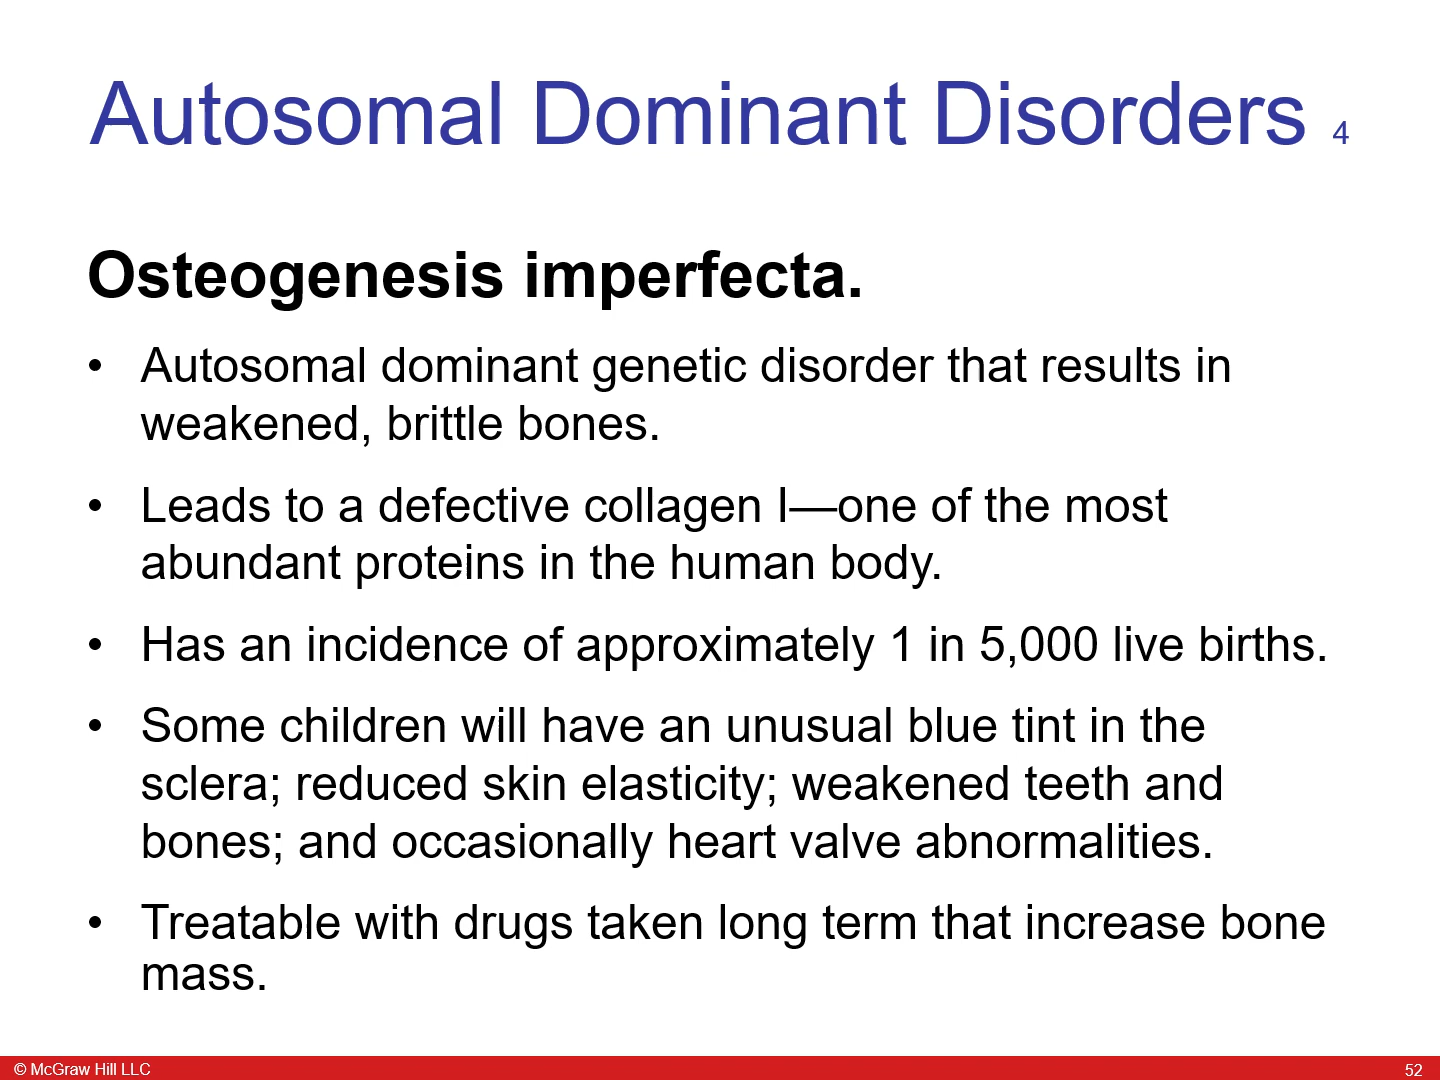 Autosomal Dominant Disorders 4
Osteogenesis imperfecta.
• Autosomal dominant genetic disorder that results in
weakened, brittle bones.
• Leads to a defective collagen I—one of the most
abundant proteins in the human body.
• Has an incidence of approximately 1 in 5,000 live births.
• Some children will have an unusual blue tint in the
sclera; reduced skin elasticity; weakened teeth and
bones; and occasionally heart valve abnormalities.
• Treatable with drugs taken long term that increase bone
mass.
© McGraw Hill LLC
52